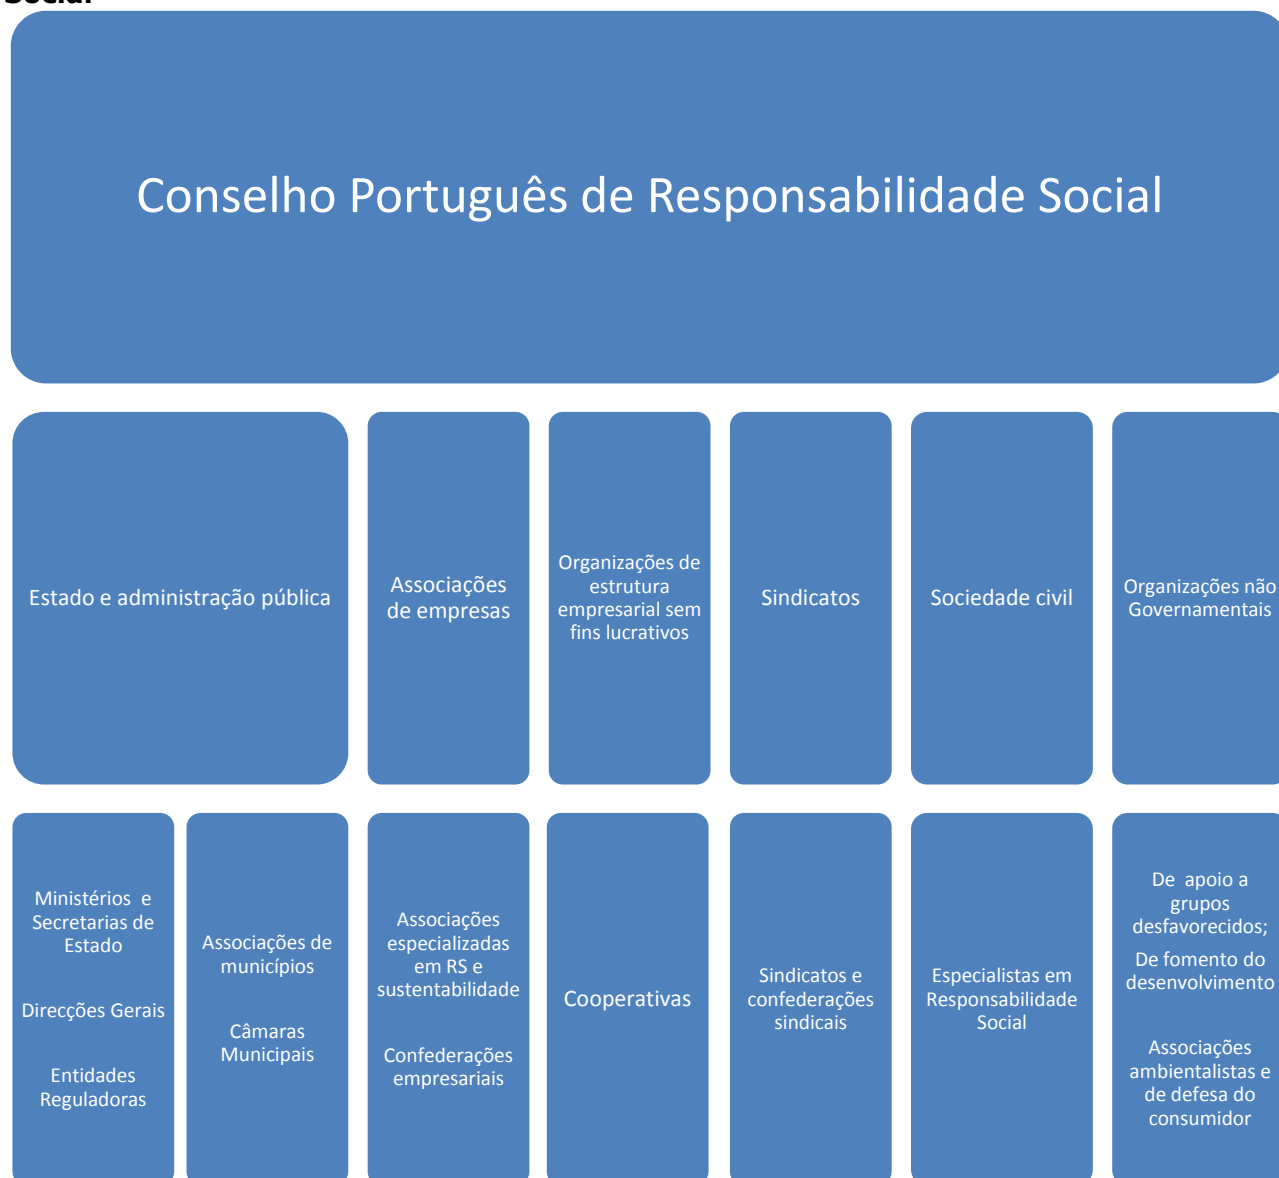 Social
Conselho Português de Responsabilidade Social
Estado e administração pública
Associações
de empresas
Organizações de
estrutura
empresarial sem
fins lucrativos
Sindicatos
Sociedade civil
Organizações não
Governamentais
Ministérios e
Secretarias de
Estado
Direcções Gerais
Entidades
Reguladoras
Associações de
municípios
Câmaras
Municipais
Associações
especializadas
em RS e
sustentabilidade
Confederações
empresariais
Cooperativas
Sindicatos e
confederações
sindicais
Especialistas em
Responsabilidade
Social
De apoio a
grupos
desfavorecidos;
De fomento do
desenvolvimento
Associações
ambientalistas e
de defesa do
consumidor